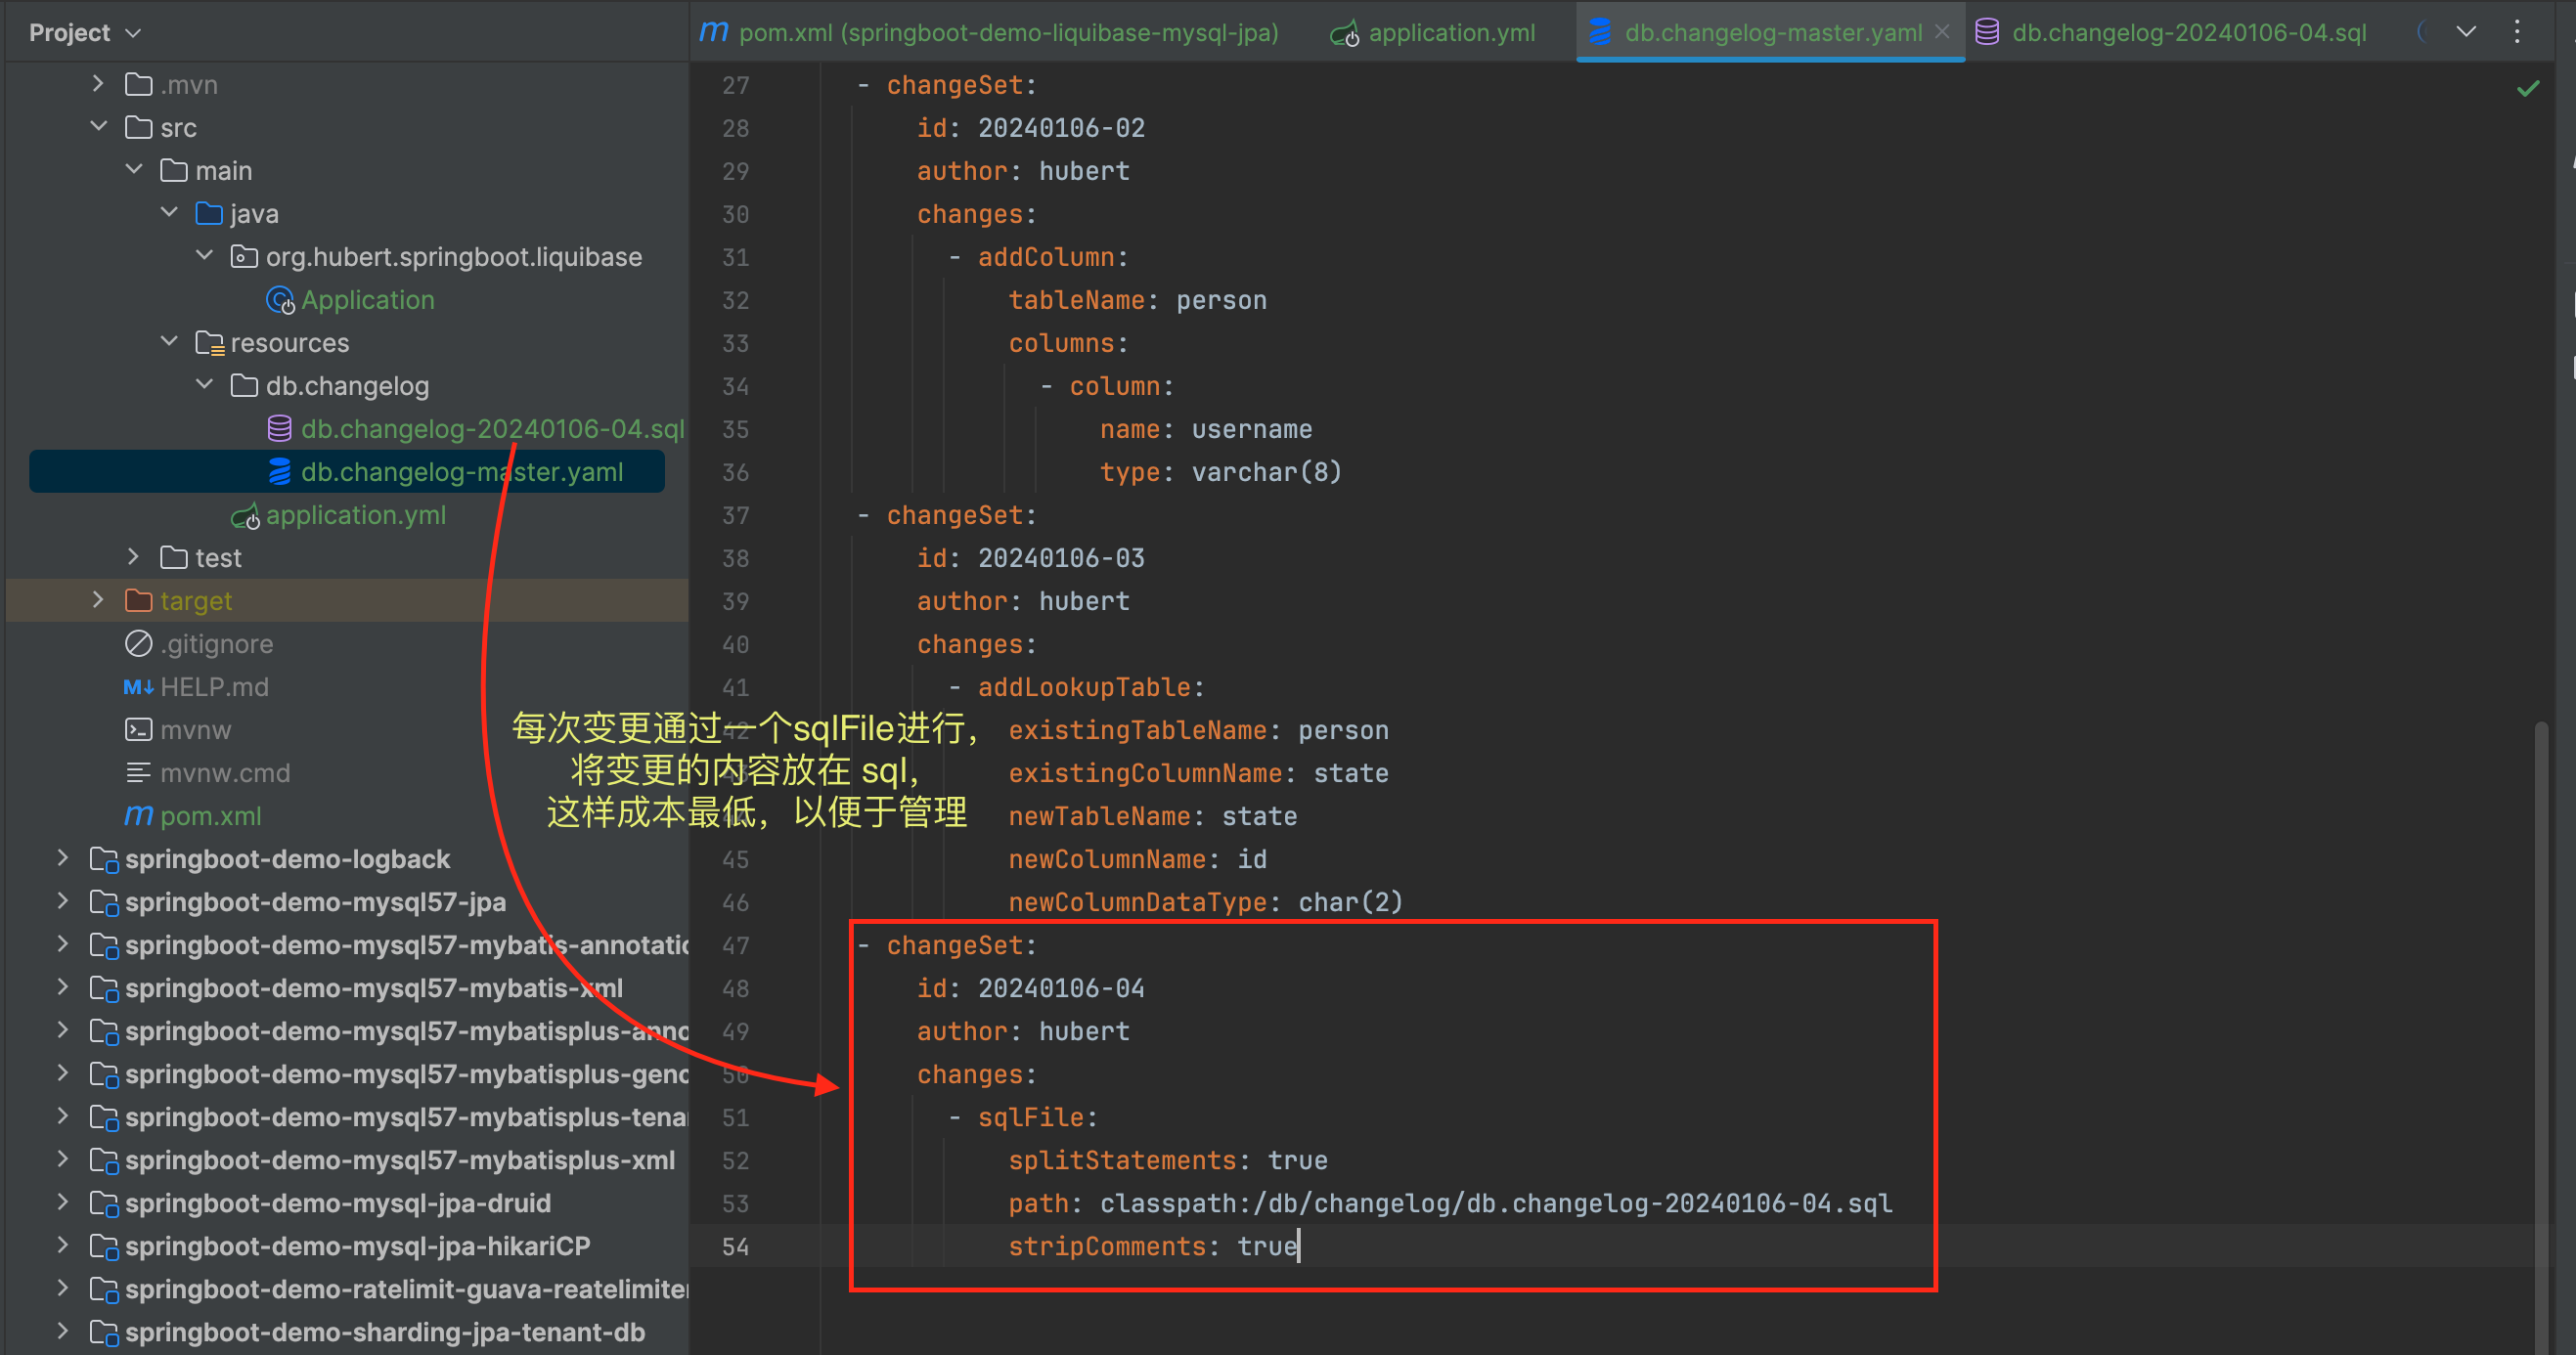 Project
pom.xml (springboot-demo-liquibase-mysql-jpa)
application.yml
db.changelog-master.yaml
db.changelog-20240106-04.sql
.mvn
src
main
java
org.hubert.springboot.liquibase
Application
resources
db.changelog
db.changelog-20240106-04.sql
db.changelog-master.yaml
application.yml
test
target
.gitignore
HELP.md
mvnw
mvnw.cmd
pom.xml
springboot-demo-logback
springboot-demo-mysql57-jpa
springboot-demo-mysql57-mybatis-annotatio
springboot-demo-mysql57-mybatis-xml
springboot-demo-mysql57-mybatisplus-anno
springboot-demo-mysql57-mybatisplus-gen
springboot-demo-mysql57-mybatisplus-tena
springboot-demo-mysql57-mybatisplus-xml
springboot-demo-mysql-jpa-druid
springboot-demo-mysql-jpa-hikariCP
springboot-demo-ratelimit-guava-reatelimite
springboot-demo-sharding-jpa-tenant-db
每次变更通过一个sqlFile进行，
将变更的内容放在 sql，
这样成本最低，以便于管理
27 - changeSet:
28 id: 20240106-02
29 author: hubert
30 changes:
31 - addColumn:
32 tableName: person
33 columns:
34 - column:
35 name: username
36 type: varchar(8)
37 - changeSet:
38 id: 20240106-03
39 author: hubert
40 changes:
41 - addLookupTable:
42 existingTableName: person
43 existingColumnName: state
44 newTableName: state
45 newColumnName: id
46 newColumnDataType: char(2)
47 - changeSet:
48 id: 20240106-04
49 author: hubert
50 changes:
51 - sqlFile:
52 splitStatements: true
53 path: classpath:/db/changelog/db.changelog-20240106-04.sql
54 stripComments: true